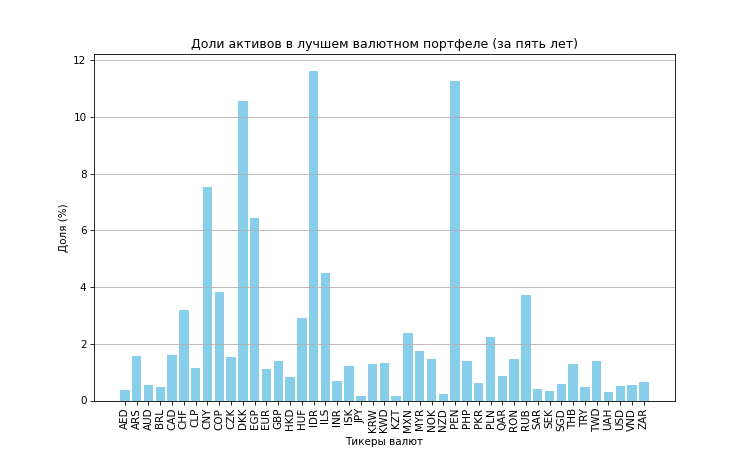 Доли активов в лучшем валютном портфеле (за пять лет)
12
10
8
6
4
2
0
Доля (%)
AED ARS AUD BRL CAD CHF CLP CNY COP CZK DKK EGP EUR GBP HKD HUF IDR ILS INR ISK JPY KRW KWD KZT MXN MYR NOK NZD PEN PHP PKR PLN QAR RON RUB SAR SEK SGD THB TRY TWD UAH USD VND ZAR
Тикеры валют